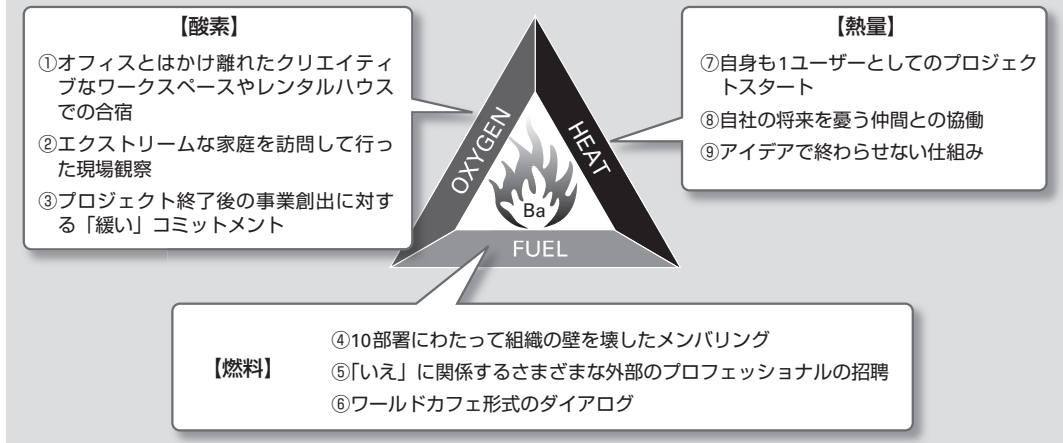 【酸素】
①オフィスとはかけ離れたクリエイティ
ブなワークスペースやレンタルハウス
での合宿
②エクストリームな家庭を訪問して行っ
た現場観察
③プロジェクト終了後の事業創出に対す
る「緩い」コミットメント
OXYGEN
HEAT
Ba
FUEL
【熱量】
⑦自身も1ユーザーとしてのプロジェク
トスタート
⑧自社の将来を憂う仲間との協働
⑨アイデアで終わらせない仕組み
【燃料】
④10部署にわたって組織の壁を壊したメンバリング
⑤「いえ」に関係するさまざまな外部のプロフェッショナルの招聘
⑥ワールドカフェ形式のダイアログ